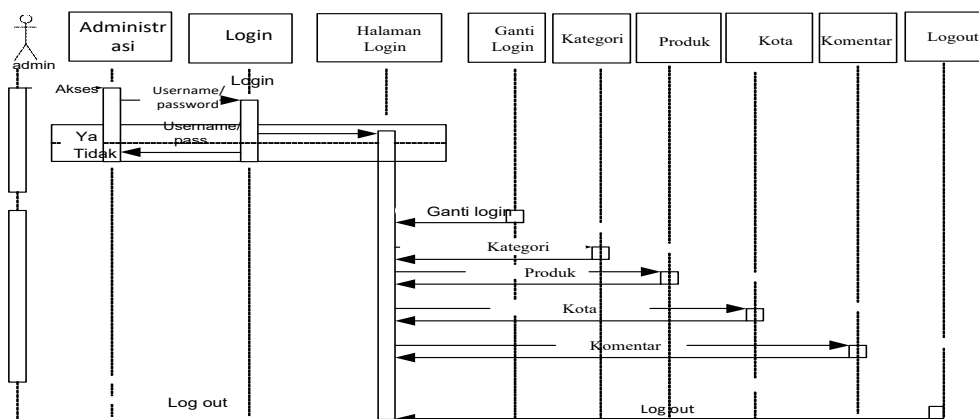 Administr
asi
Login
Halaman
Login
Ganti
Login
Kategori
Produk
Kota
Komentar
Logout
admin
Akses
Login
Username/
password
Ya
Username/
pass
Tidak
Ganti login
Kategori
Produk
Kota
Komentar
Log out
Log out